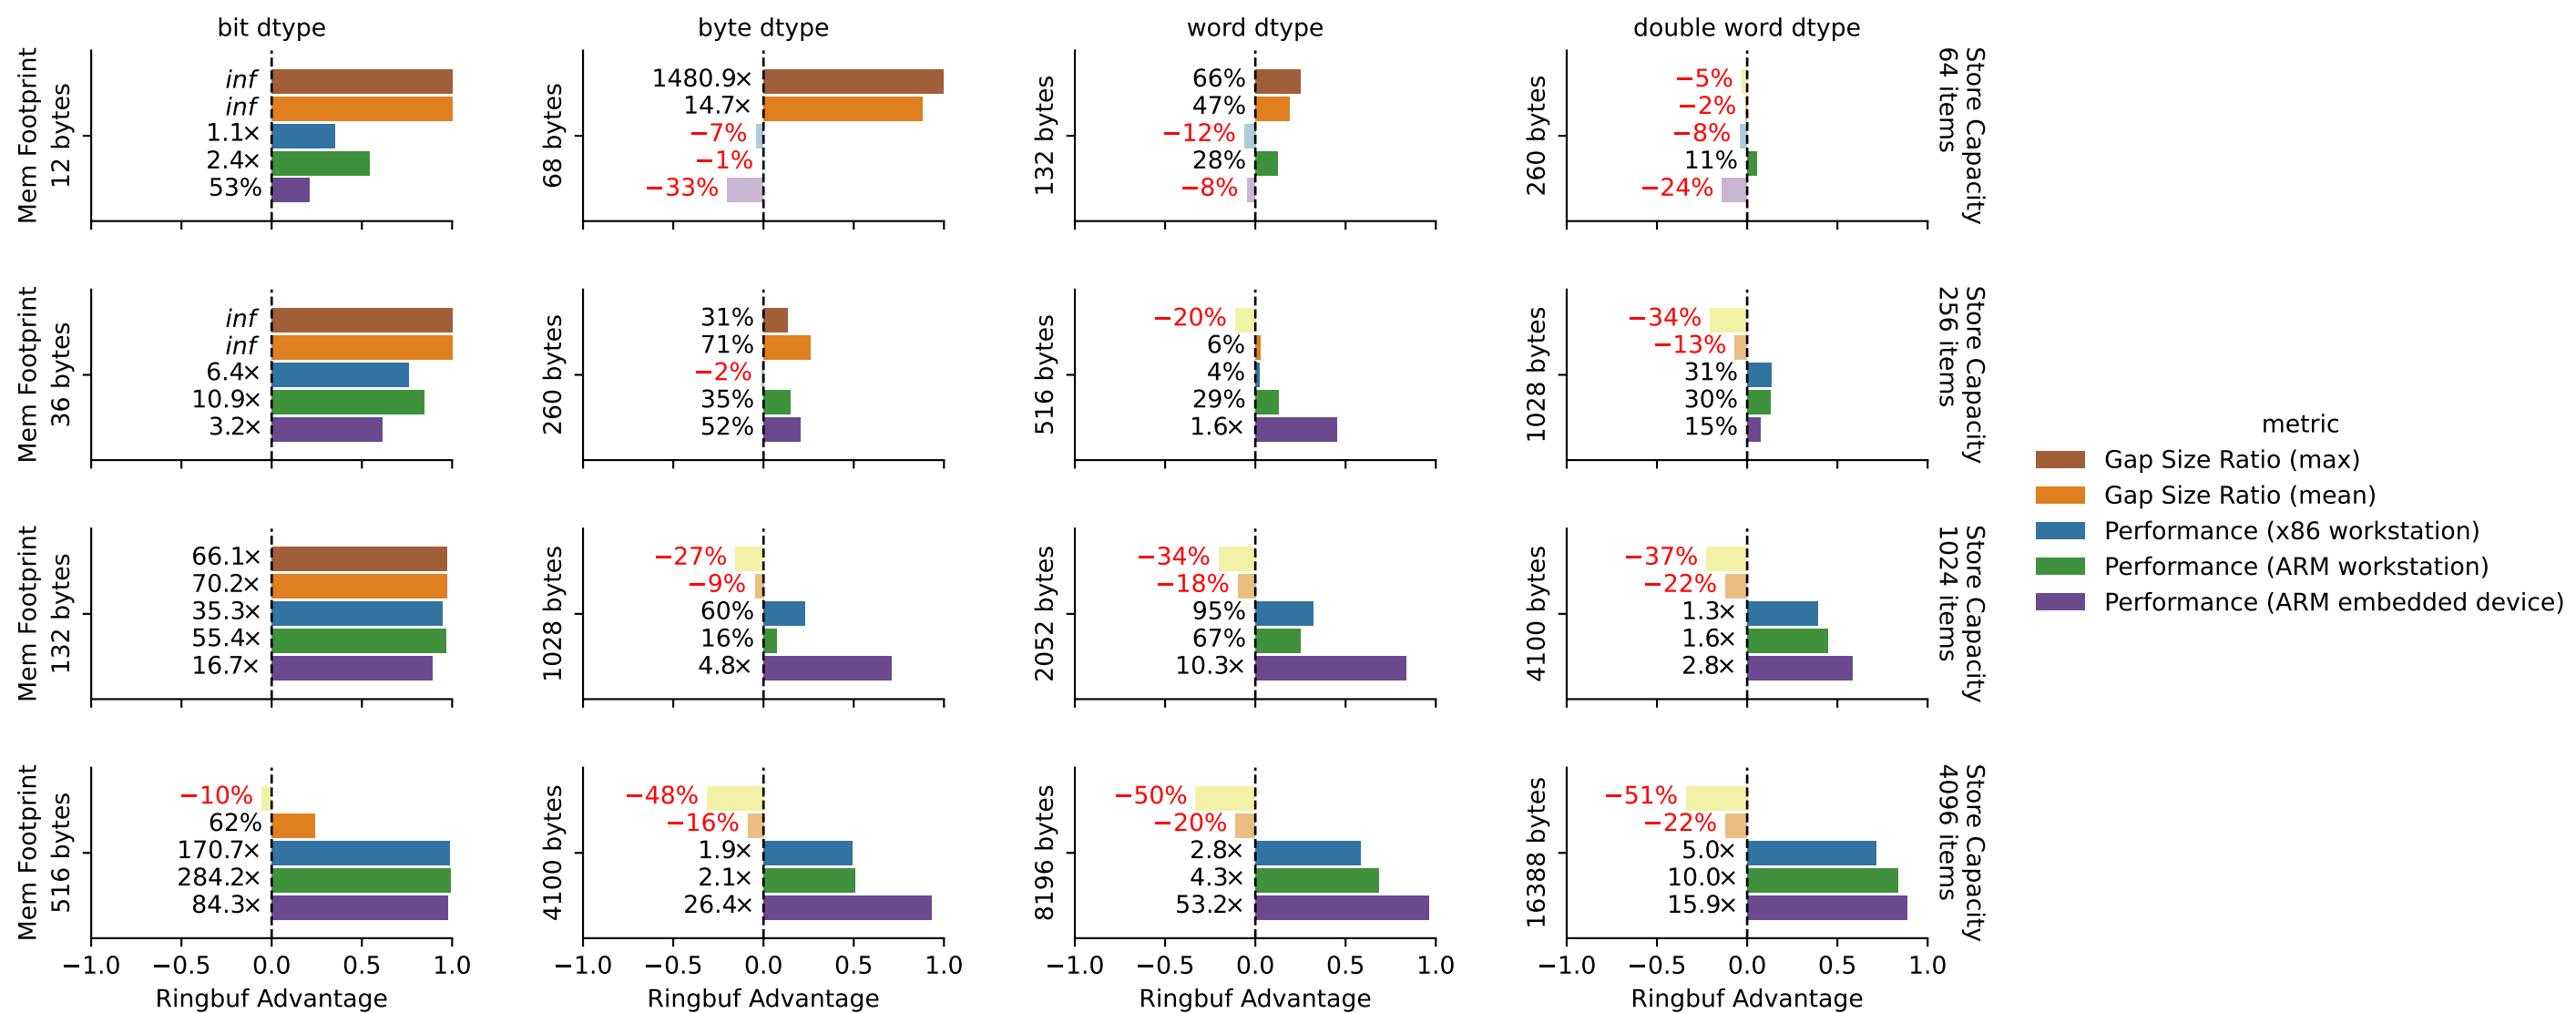 bit dtype
byte dtype
word dtype
double word dtype
Mem Footprint
12 bytes
inf
inf
1.1×
2.4×
53%
68 bytes
1480.9×
14.7×
−7%
−1%
−33%
132 bytes
66%
47%
−12%
28%
−8%
260 bytes
−5%
−2%
−8%
11%
−24%
Store Capacity
64 items
Mem Footprint
36 bytes
inf
inf
6.4×
10.9×
3.2×
260 bytes
31%
71%
−2%
35%
52%
516 bytes
−20%
6%
4%
29%
1.6×
1028 bytes
−34%
−13%
31%
30%
15%
Store Capacity
256 items
Mem Footprint
132 bytes
66.1×
70.2×
35.3×
55.4×
16.7×
1028 bytes
−27%
−9%
60%
16%
4.8×
2052 bytes
−34%
−18%
95%
67%
10.3×
4100 bytes
−37%
−22%
1.3×
1.6×
2.8×
Store Capacity
1024 items
Mem Footprint
516 bytes
−10%
62%
170.7×
284.2×
84.3×
4100 bytes
−48%
−16%
1.9×
2.1×
26.4×
8196 bytes
−50%
−20%
2.8×
4.3×
53.2×
16388 bytes
−51%
−22%
5.0×
10.0×
15.9×
Store Capacity
4096 items
−1.0 −0.5 0.0 0.5 1.0
−1.0 −0.5 0.0 0.5 1.0
−1.0 −0.5 0.0 0.5 1.0
−1.0 −0.5 0.0 0.5 1.0
Ringbuf Advantage
Ringbuf Advantage
Ringbuf Advantage
Ringbuf Advantage
metric
Gap Size Ratio (max)
Gap Size Ratio (mean)
Performance (x86 workstation)
Performance (ARM workstation)
Performance (ARM embedded device)